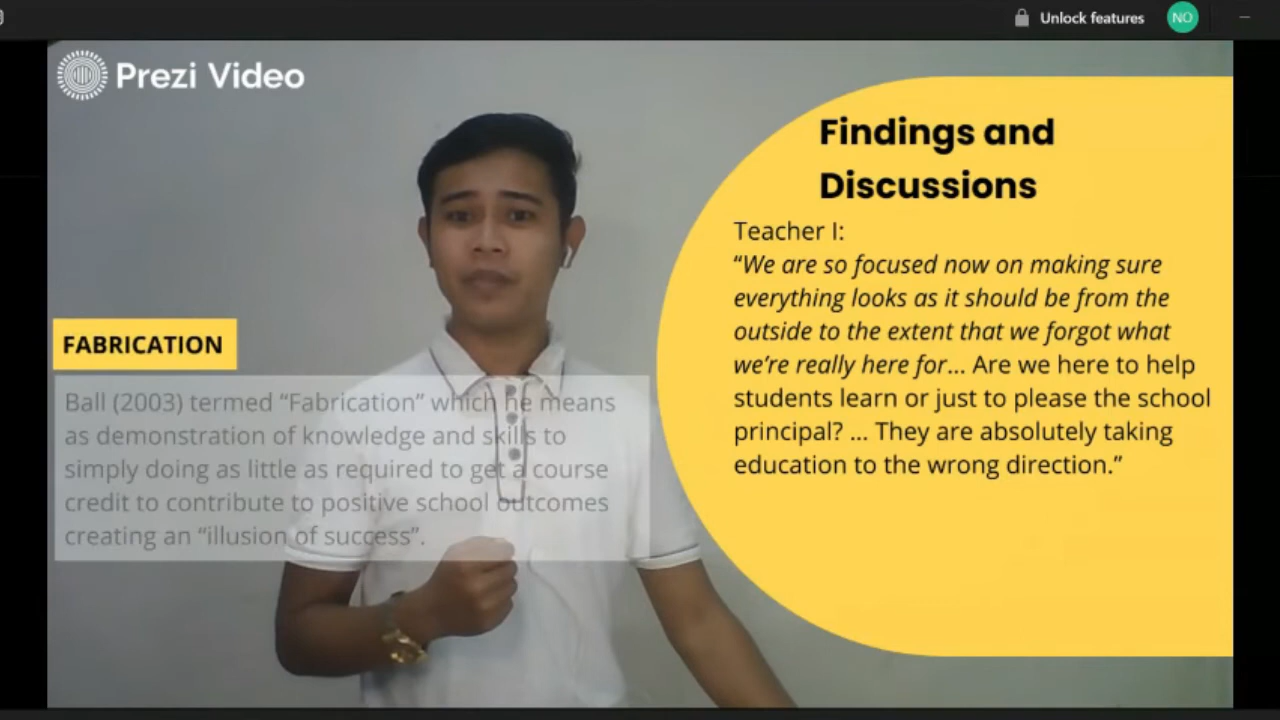 Unlock features
NO
Prezi Video
Findings and
Discussions
Teacher I:
“We are so focused now on making sure
everything looks as it should be from the
outside to the extent that we forgot what
we’re really here for... Are we here to help
students learn or just to please the school
principal? ... They are absolutely taking
education to the wrong direction.”
FABRICATION
Ball (2003) termed “Fabrication” which he means
as demonstration of knowledge and skills to
simply doing as little as required to get a course
credit to contribute to positive school outcomes
creating an “illusion of success”.